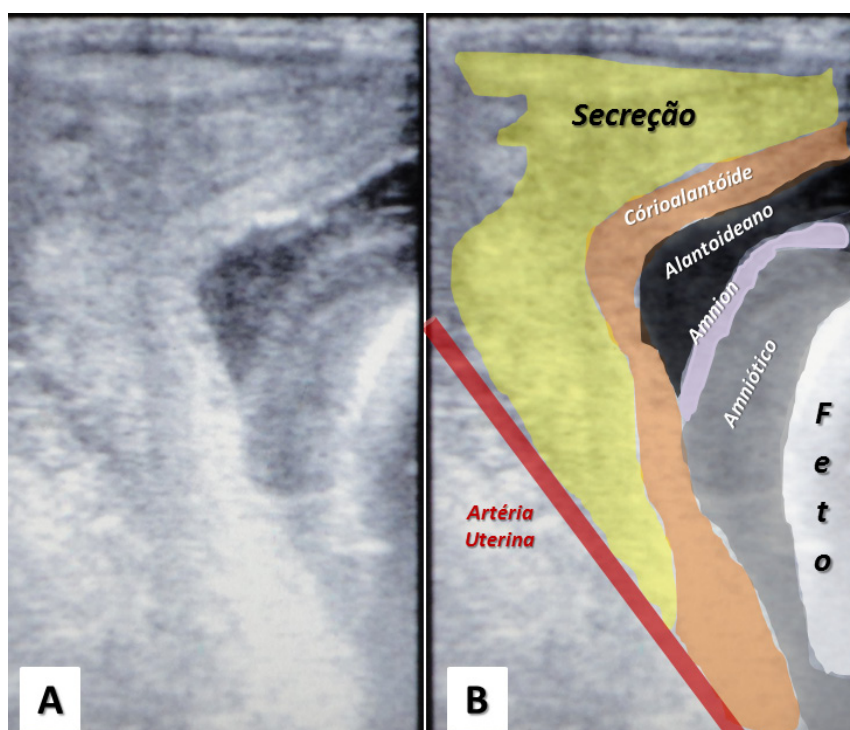 Secreção
Córioalantóide
Alantoideano
Amnion
Amniótico
F
e
t
o
Artéria
Uterina
A
B